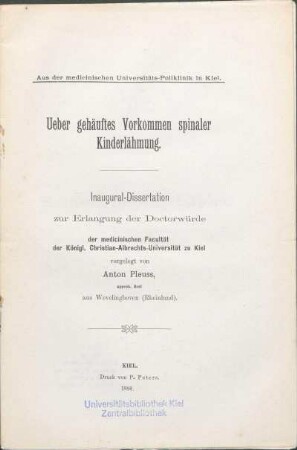 Aus der medicinischen Universitäts-Poliklinik in Kiel.
Ueber gehäuftes Vorkommen spinaler
Kinderlähmung.
Inaugural-Dissertation
zur Erlangung der Doctorwürde
der medicinischen Facultät
der Königl. Christian-Albrechts-Universität zu Kiel
vorgelegt von
Anton Pleuss,
approb. Arzt
aus Wevelinghoven (Rheinland).
KIEL.
Druck von P. Peters.
Universitätsbibliothek Kiel
Zentralbibliothek